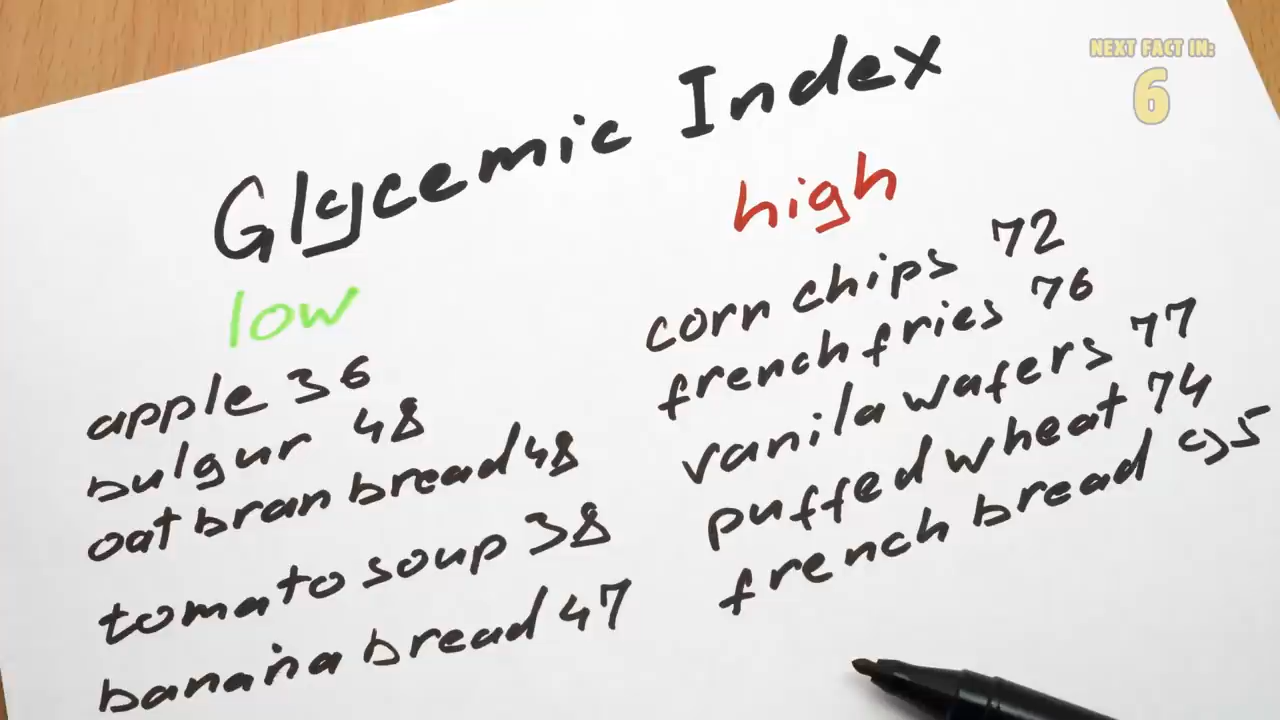 NEXT FACT IN:
6
Glycemic Index
low
apple 36
bulgur 48
oat bran bread 48
tomato soup 38
banana bread 47
high
corn chips 72
french fries 76
vanila wafers 77
puffed wheat 74
french bread 95